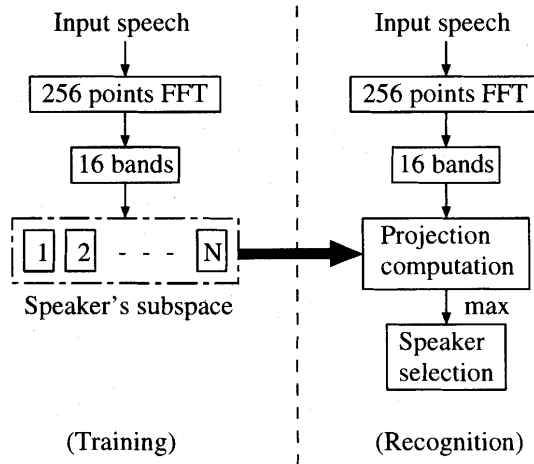 Input speech
256 points FFT
16 bands
1 2 - - - N
Speaker's subspace
(Training)
Input speech
256 points FFT
16 bands
Projection
computation
max
Speaker
selection
(Recognition)